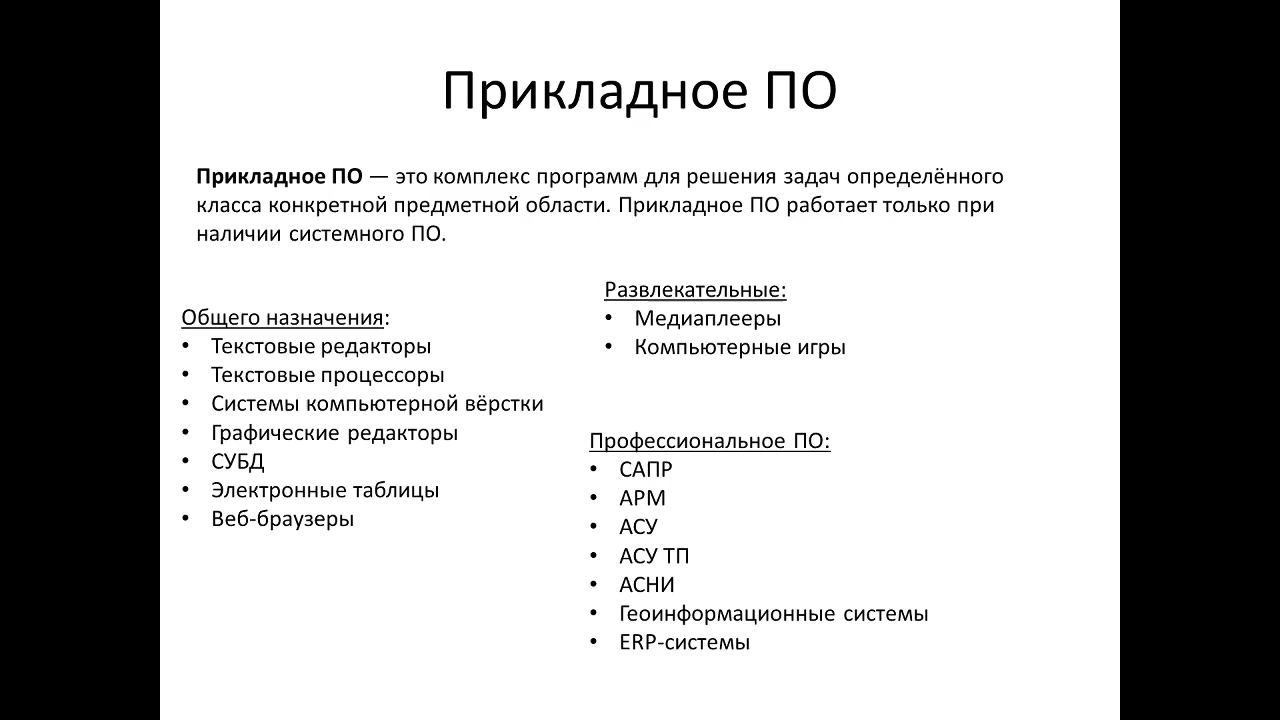 Прикладное ПО
Прикладное ПО — это комплекс программ для решения задач определённого
класса конкретной предметной области. Прикладное ПО работает только при
наличии системного ПО.
Общего назначения:
• Текстовые редакторы
• Текстовые процессоры
• Системы компьютерной вёрстки
• Графические редакторы
• СУБД
• Электронные таблицы
• Веб-браузеры
Развлекательные:
• Медиаплееры
• Компьютерные игры
Профессиональное ПО:
• САПР
• АРМ
• АСУ
• АСУ ТП
• АСНИ
• Геоинформационные системы
• ERP-системы